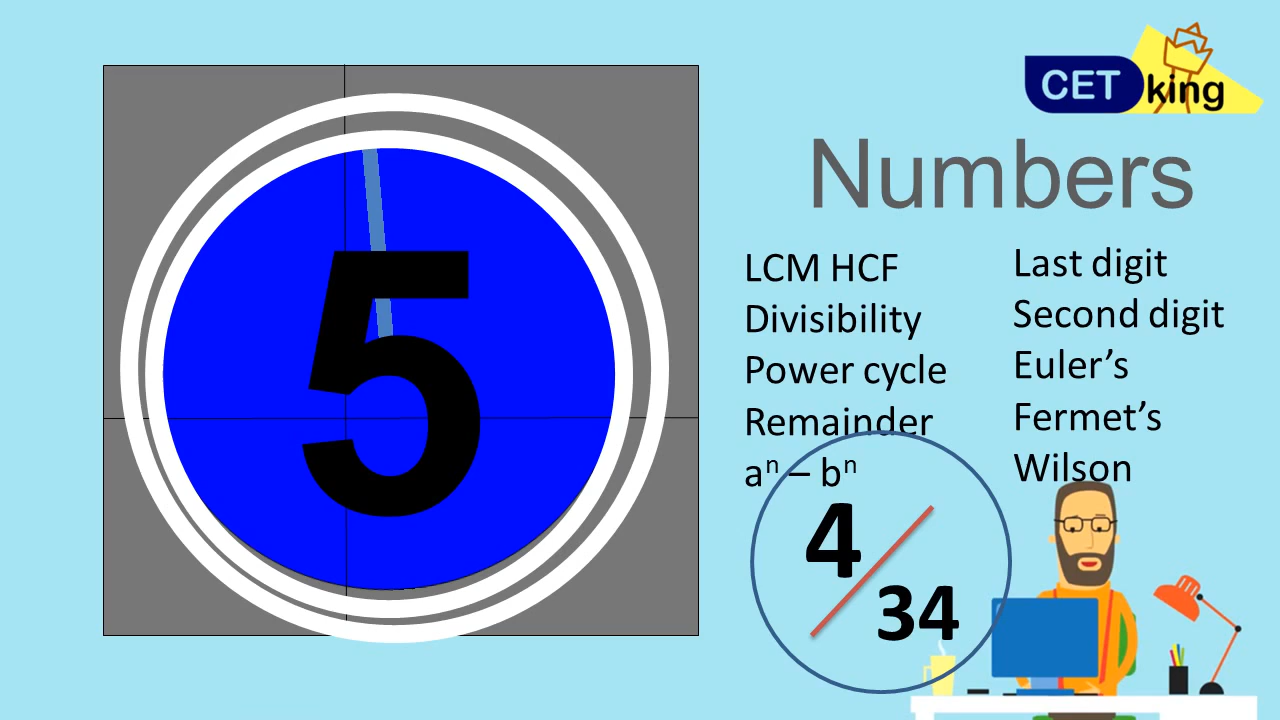 CET king
Numbers
5
LCM HCF
Divisibility
Power cycle
Remainder
aⁿ – bⁿ
Last digit
Second digit
Euler’s
Fermet’s
Wilson
4
34